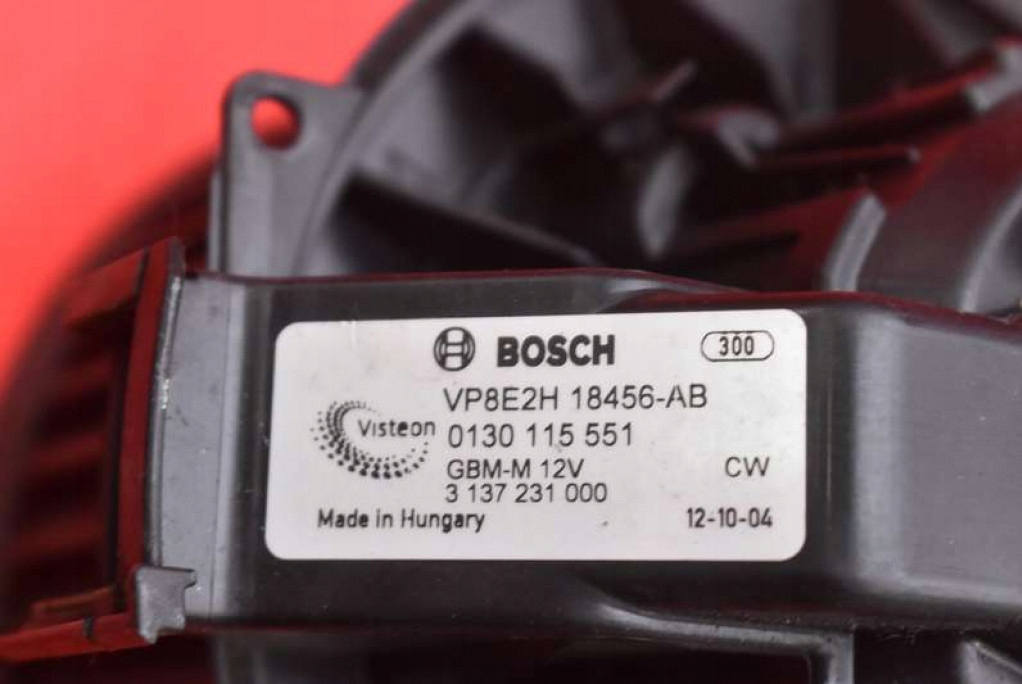 BOSCH 300
VP8E2H 18456-AB
Visteon
0130 115 551
GBM-M 12V CW
3 137 231 000
Made in Hungary 12-10-04